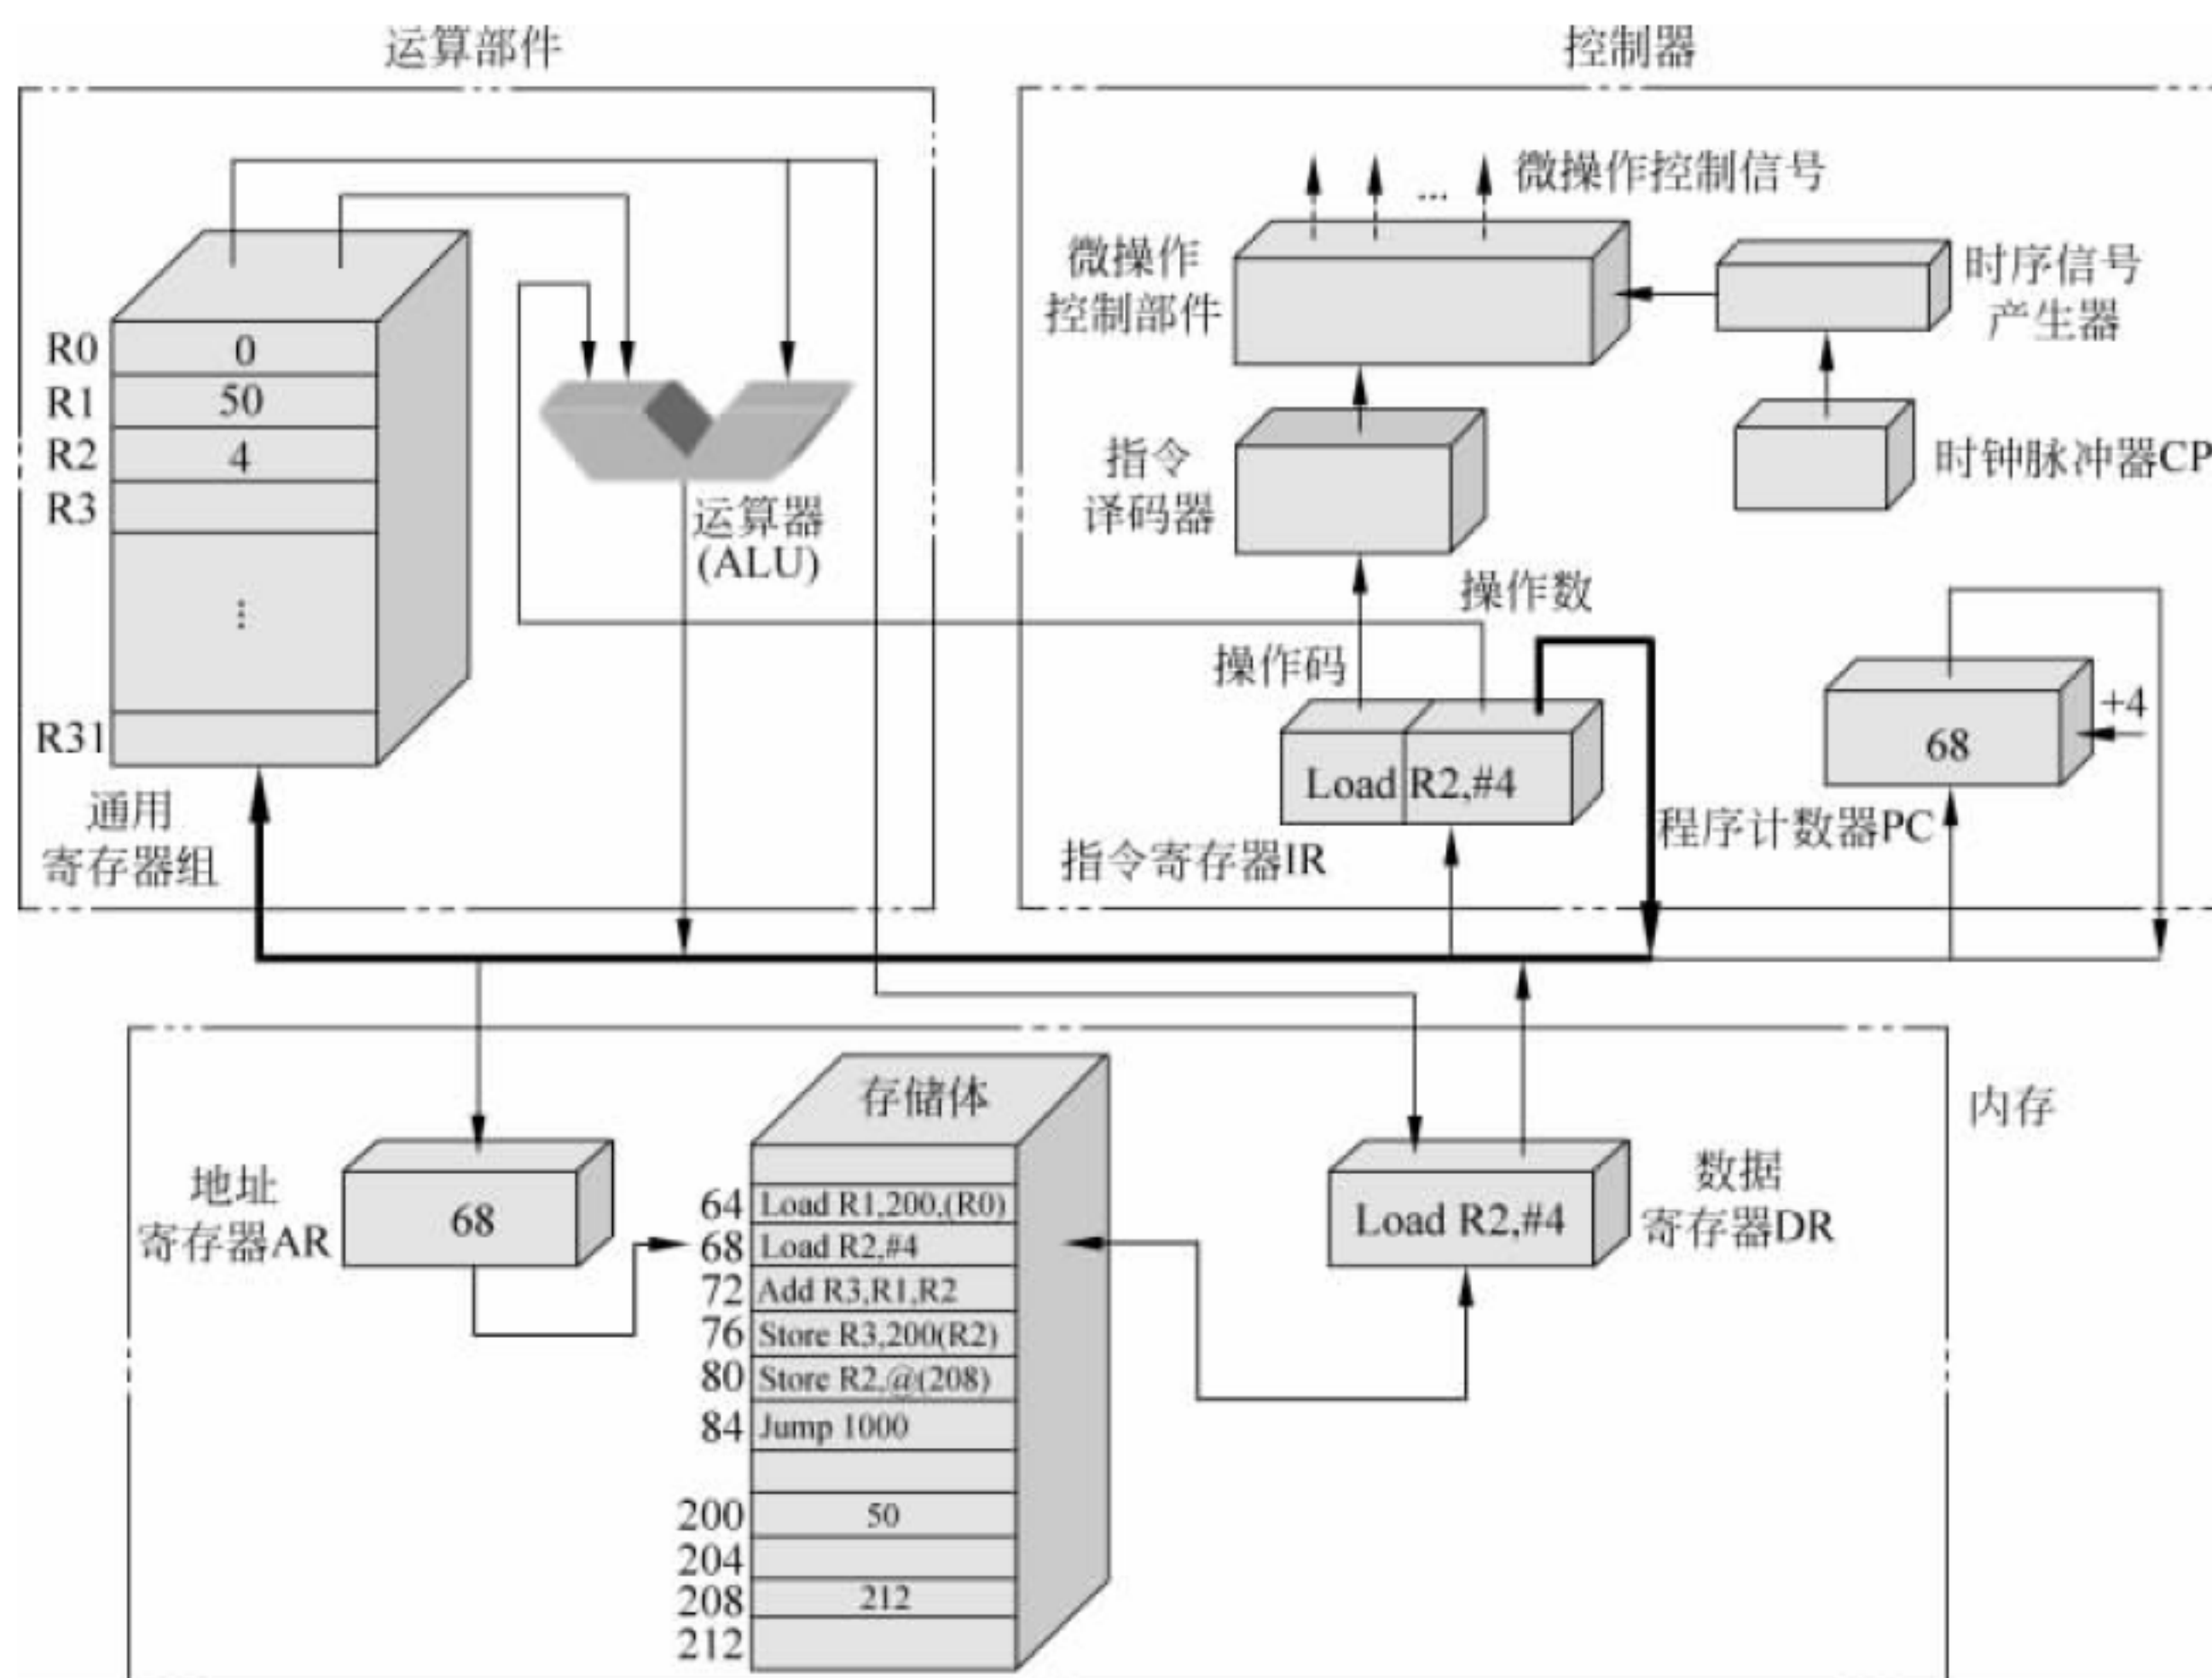 运算部件
控制器
微操作控制信号
微操作
控制部件
时序信号
产生器
R0 0
R1 50
R2 4
R3
⋮
R31
通用
寄存器组
运算器
(ALU)
指令
译码器
时钟脉冲器CP
操作数
操作码
Load R2,#4
指令寄存器IR
68
+4
程序计数器PC
内存
地址
寄存器AR
68
存储体
64 Load R1,200,(R0)
68 Load R2,#4
72 Add R3,R1,R2
76 Store R3,200(R2)
80 Store R2,@(208)
84 Jump 1000
200 50
204
208 212
212
Load R2,#4
数据
寄存器DR
...